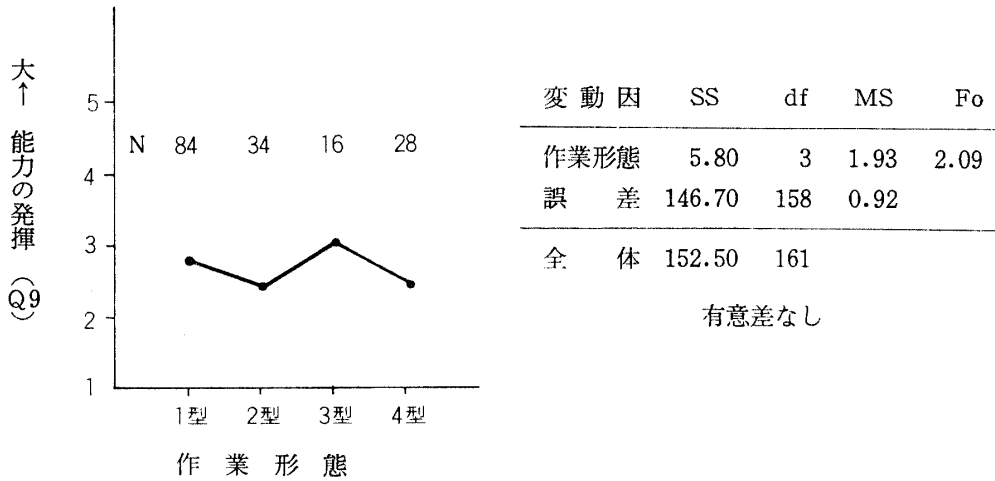 大← 能力の発揮 (Q9)
5
4
3
2
1
N 84 34 16 28
1型 2型 3型 4型
作業形態
変動因 SS df MS Fo
作業形態 5.80 3 1.93 2.09
誤差 146.70 158 0.92
全体 152.50 161
有意差なし